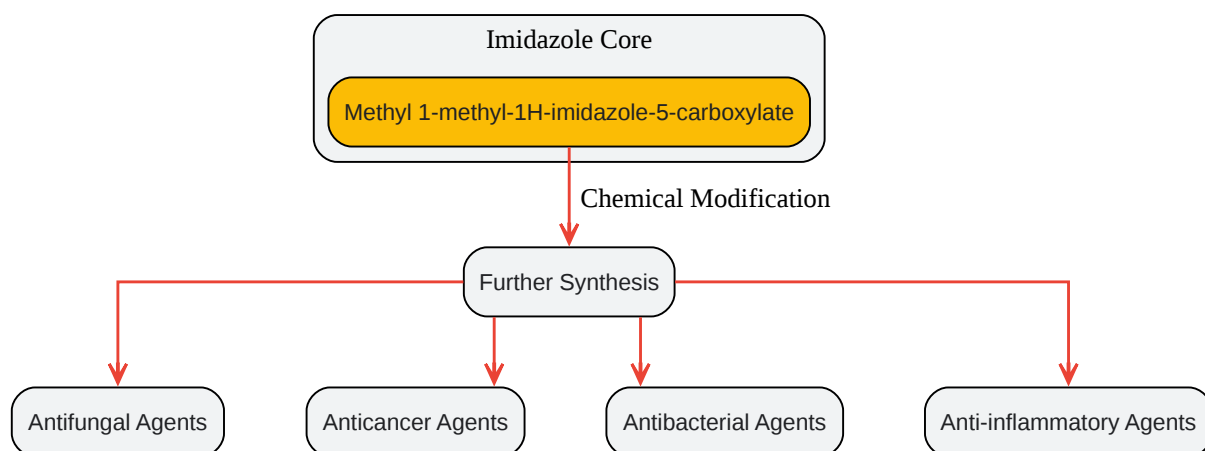 Imidazole Core
Methyl 1-methyl-1H-imidazole-5-carboxylate
Chemical Modification
Further Synthesis
Antifungal Agents
Anticancer Agents
Antibacterial Agents
Anti-inflammatory Agents